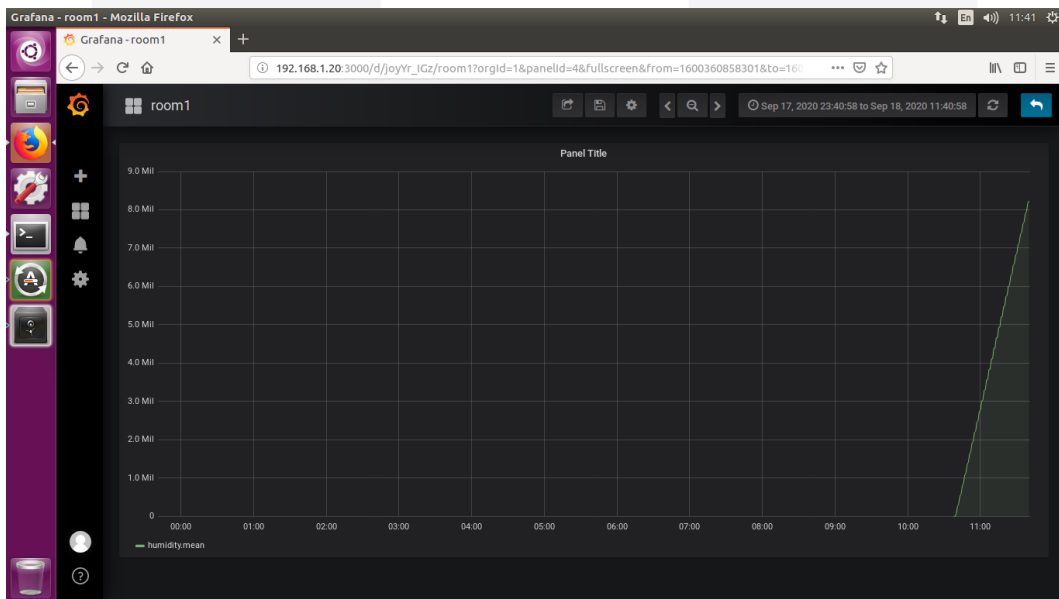 Grafana - room1 - Mozilla Firefox
En
11:41
Grafana - room1
192.168.1.20:3000/d/joyYr_IGz/room1?orgId=1&panelId=4&fullscreen&from=1600360858301&to=160
room1
Sep 17, 2020 23:40:58 to Sep 18, 2020 11:40:58
Panel Title
9.0 Mil
8.0 Mil
7.0 Mil
6.0 Mil
5.0 Mil
4.0 Mil
3.0 Mil
2.0 Mil
1.0 Mil
0
00:00 01:00 02:00 03:00 04:00 05:00 06:00 07:00 08:00 09:00 10:00 11:00
humidity.mean